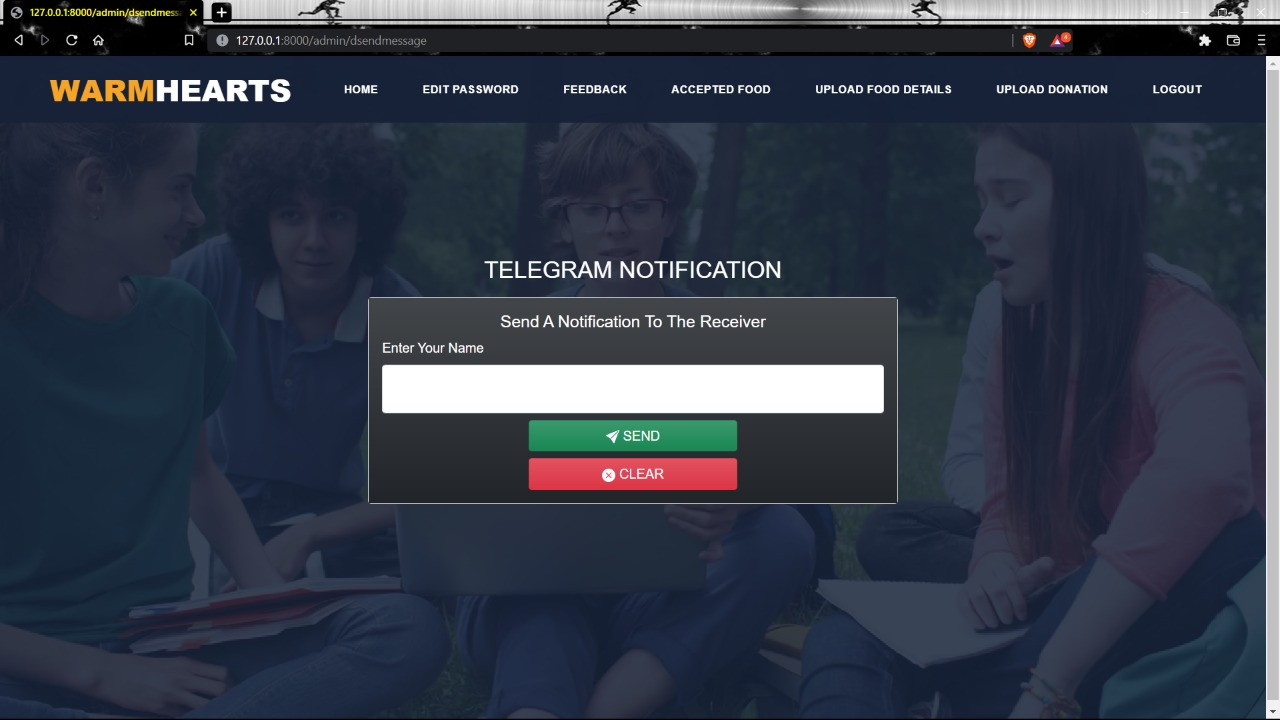 127.0.0.1:8000/admin/dsendmess
127.0.0.1:8000/admin/dsendmessage
4
WARMHEARTS
HOME
EDIT PASSWORD
FEEDBACK
ACCEPTED FOOD
UPLOAD FOOD DETAILS
UPLOAD DONATION
LOGOUT
TELEGRAM NOTIFICATION
Send A Notification To The Receiver
Enter Your Name
SEND
CLEAR